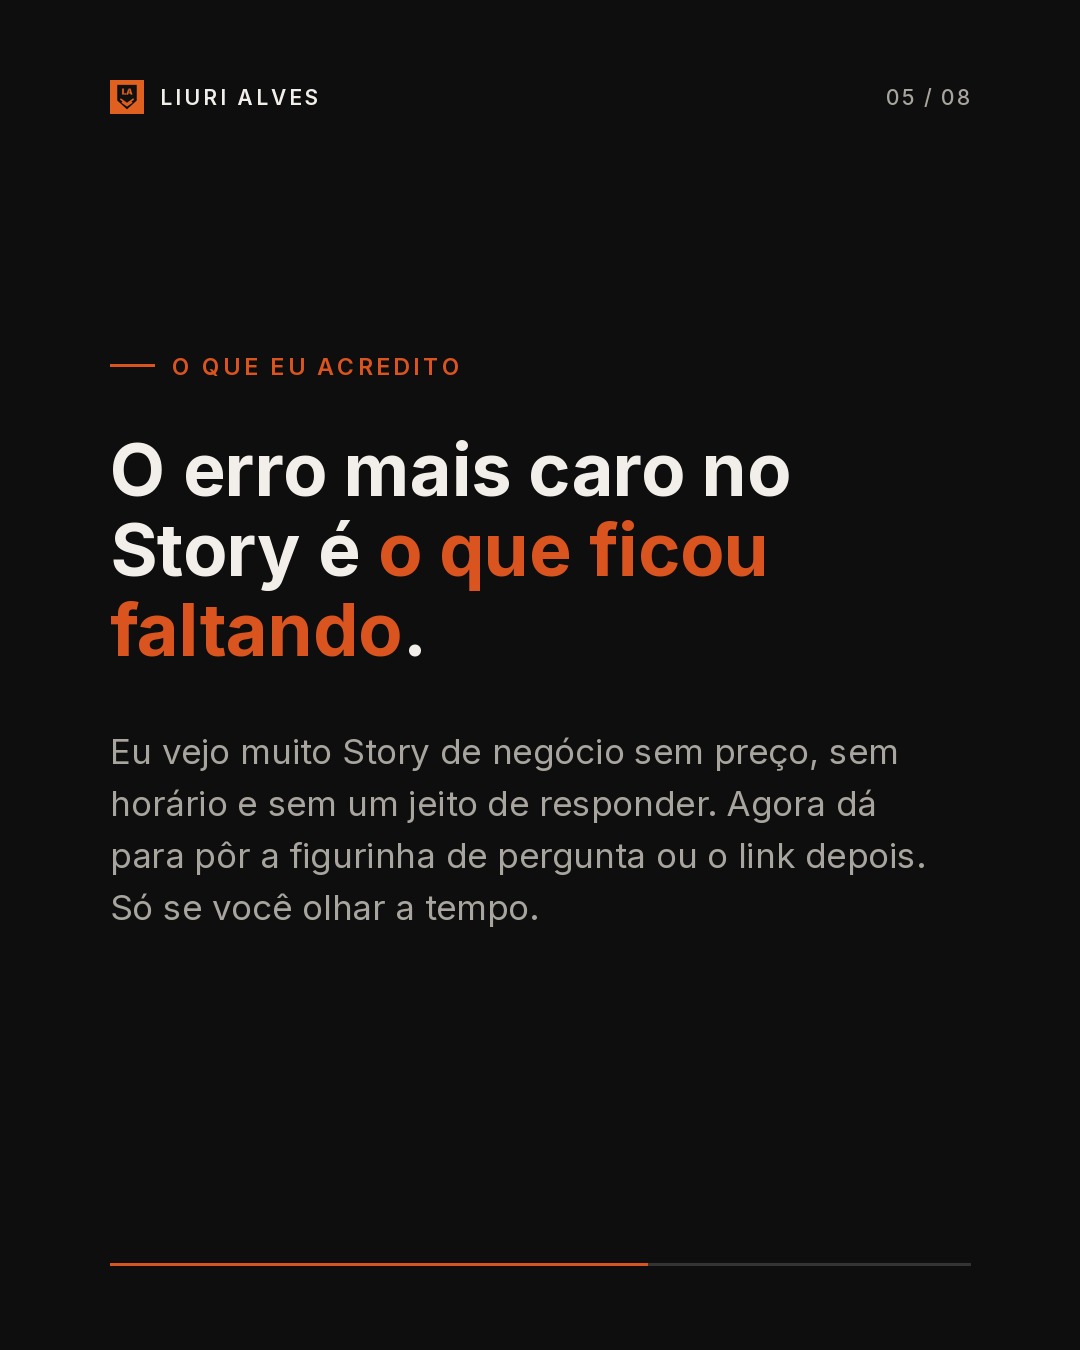 LA
LIURI ALVES
05 / 08
O QUE EU ACREDITO
O erro mais caro no
Story é o que ficou
faltando.
Eu vejo muito Story de negócio sem preço, sem
horário e sem um jeito de responder. Agora dá
para pôr a figurinha de pergunta ou o link depois.
Só se você olhar a tempo.